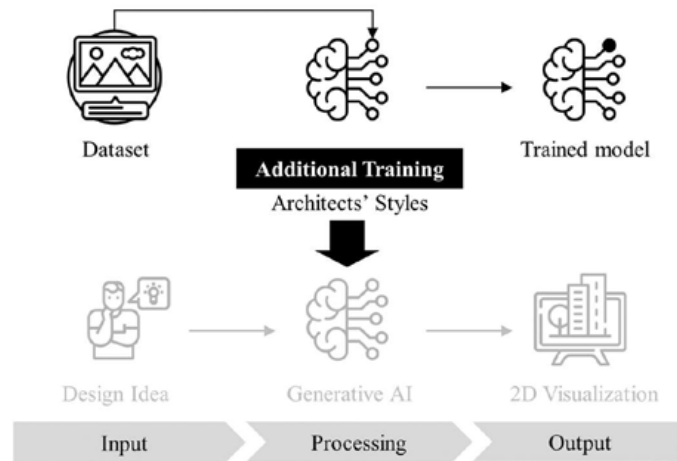 Dataset
Trained model
Additional Training
Architects' Styles
Design Idea
Generative AI
2D Visualization
Input
Processing
Output